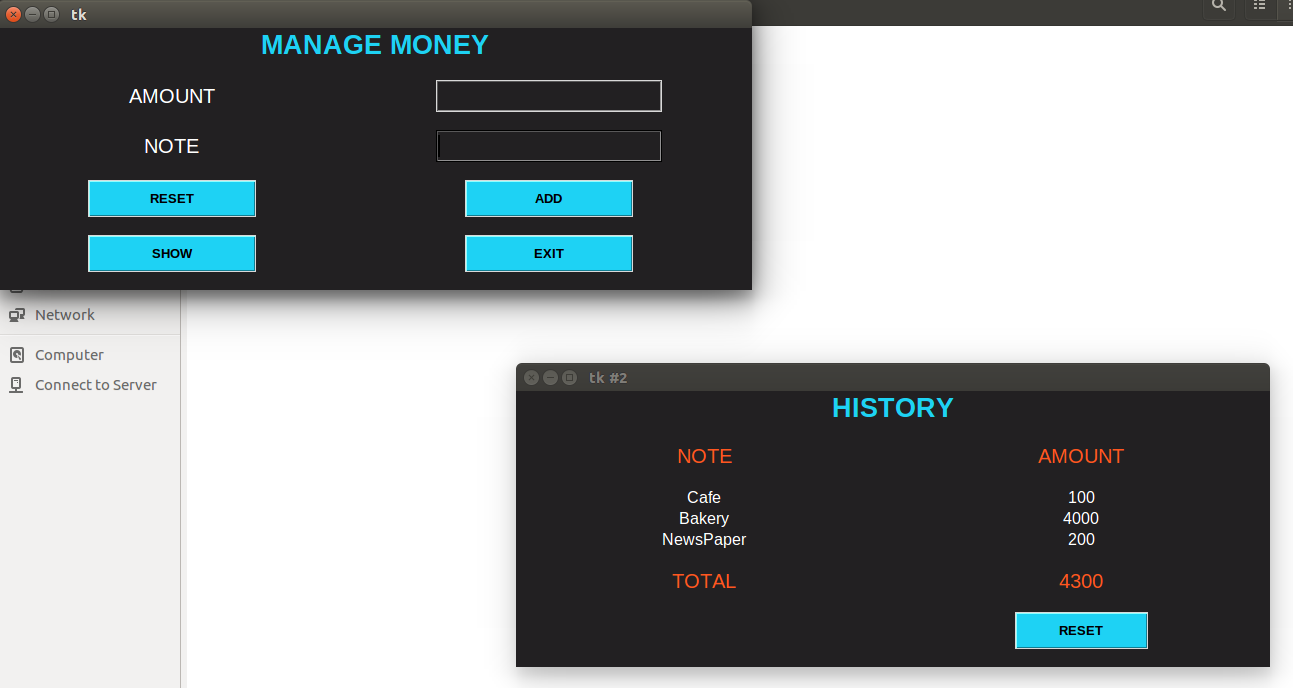 tk
MANAGE MONEY
AMOUNT
NOTE
RESET ADD
SHOW EXIT
Network
Computer
Connect to Server
tk #2
HISTORY
NOTE AMOUNT
Cafe 100
Bakery 4000
NewsPaper 200
TOTAL 4300
RESET